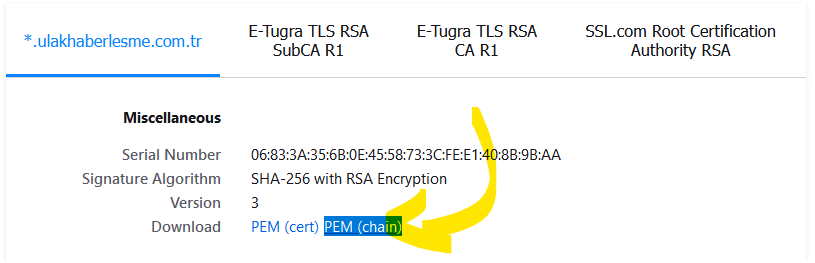 *.ulakhaberlesme.com.tr
E-Tugra TLS RSA
SubCA R1
E-Tugra TLS RSA
CA R1
SSL.com Root Certification
Authority RSA
Miscellaneous
Serial Number 06:83:3A:35:6B:0E:45:58:73:3C:FE:E1:40:8B:9B:AA
Signature Algorithm SHA-256 with RSA Encryption
Version 3
Download PEM (cert) PEM (chain)